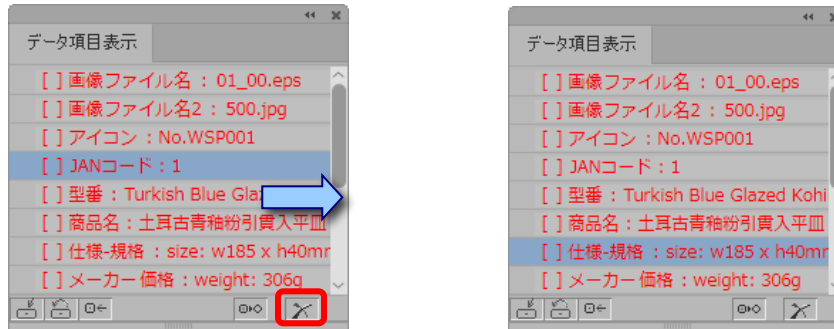 データ項目表示
[ ] 画像ファイル名 : 01_00.eps
[ ] 画像ファイル名2 : 500.jpg
[ ] アイコン : No.WSP001
[ ] JANコード : 1
[ ] 型番 : Turkish Blue Gla
[ ] 商品名 : 土耳古青釉粉引貫入平皿
[ ] 仕様-規格 : size: w185 x h40mm
[ ] メーカー価格 : weight: 306g
データ項目表示
[ ] 画像ファイル名 : 01_00.eps
[ ] 画像ファイル名2 : 500.jpg
[ ] アイコン : No.WSP001
[ ] JANコード : 1
[ ] 型番 : Turkish Blue Glazed Kohi
[ ] 商品名 : 土耳古青釉粉引貫入平皿
[ ] 仕様-規格 : size: w185 x h40mm
[ ] メーカー価格 : weight: 306g